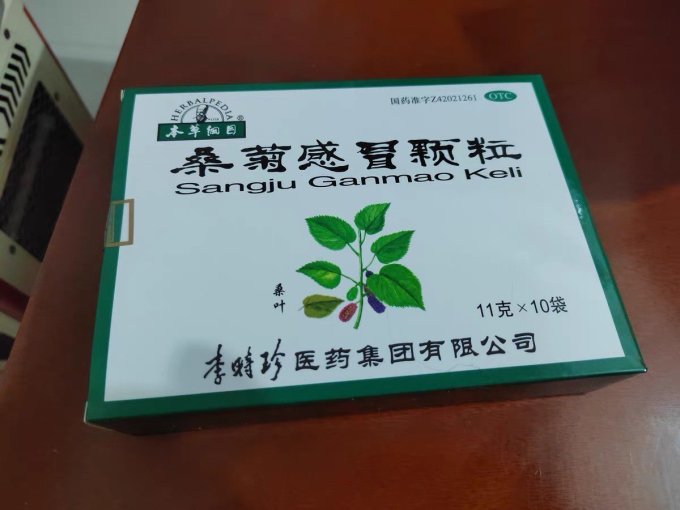 国药准字Z42021261 OTC
HERBALPEDIA ®
本草纲目
桑菊感冒颗粒
Sangju Ganmao Keli
桑叶
11克×10袋
李时珍医药集团有限公司